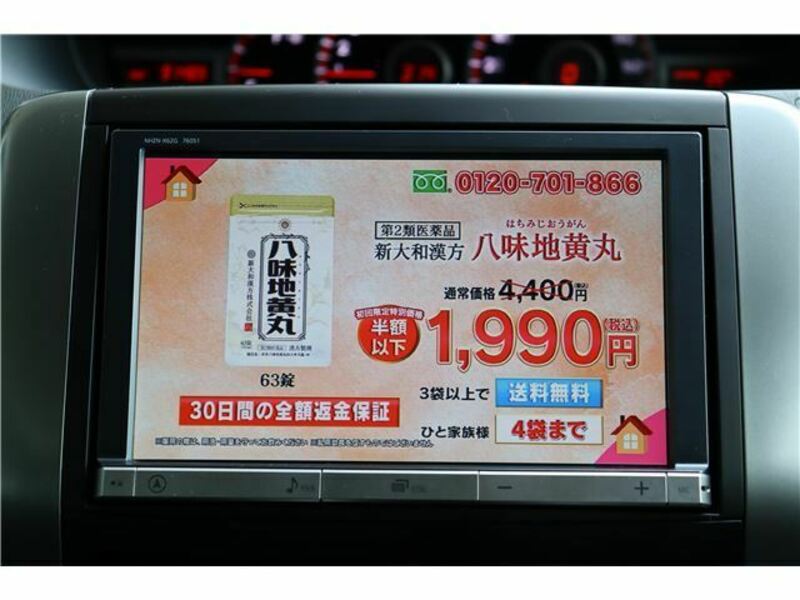 NHZN-X62G 76051
0120-701-866
はちみじおうがん
第2類医薬品
新大和漢方 八味地黄丸
通常価格 4,400円(税込)
初回限定特別価格
半額以下
1,990円(税込)
八味地黄丸
新大和漢方株式会社
63錠
3袋以上で 送料無料
30日間の全額返金保証
ひと家族様 4袋まで